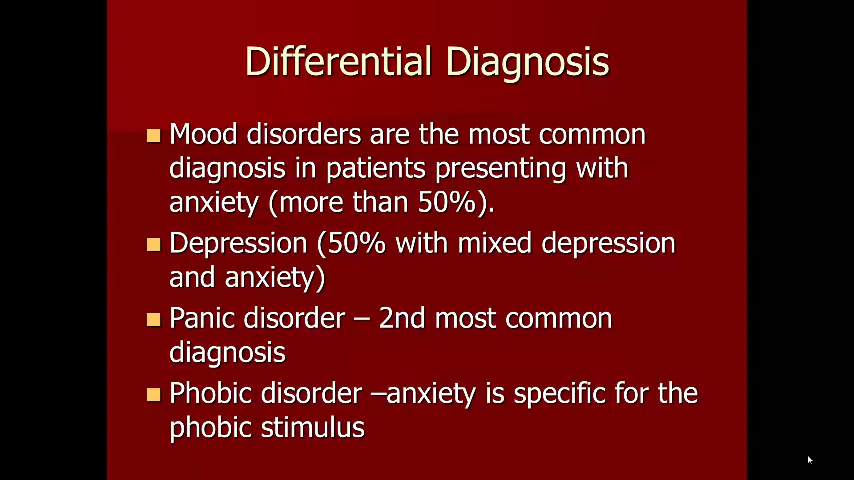 Differential Diagnosis
Mood disorders are the most common
diagnosis in patients presenting with
anxiety (more than 50%).
Depression (50% with mixed depression
and anxiety)
Panic disorder – 2nd most common
diagnosis
Phobic disorder –anxiety is specific for the
phobic stimulus